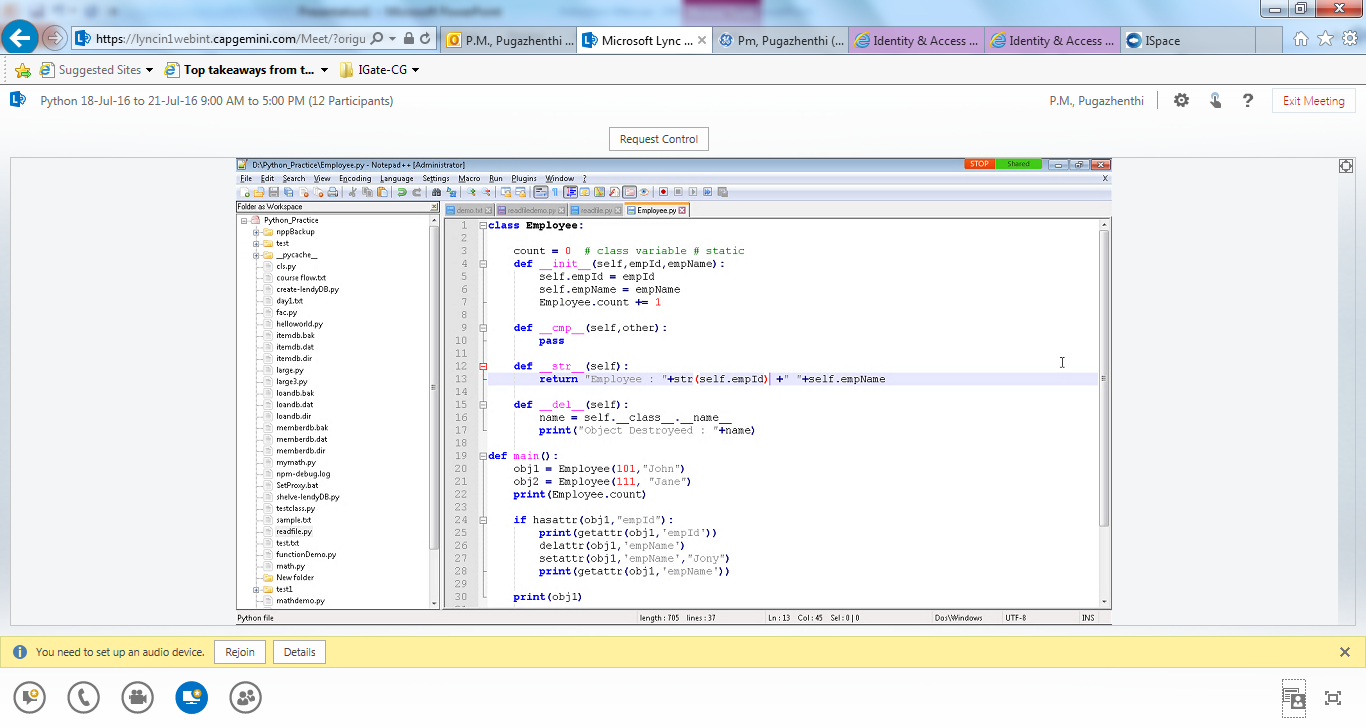 Presentation1 - Microsoft PowerPoint
https://lyncin1webint.capgemini.com/Meet/?origu
P.M., Pugazhenthi ...
Microsoft Lync ...
Pm, Pugazhenthi (...
Identity & Access ...
Identity & Access ...
ISpace
Suggested Sites
Top takeaways from t...
IGate-CG
Python 18-Jul-16 to 21-Jul-16 9:00 AM to 5:00 PM (12 Participants)
P.M., Pugazhenthi
?
Exit Meeting
Request Control
D:\Python_Practice\Employee.py - Notepad++ [Administrator]
STOP
Shared
File Edit Search View Encoding Language Settings Macro Run Plugins Window ?
X
Folder as Workspace
demo.txt
readfiledemo.py
readfile.py
Employee.py
Python_Practice
nppBackup
test
__pycache__
cls.py
course flow.txt
create-lendyDB.py
day1.txt
fac.py
helloworld.py
itemdb.bak
itemdb.dat
itemdb.dir
large.py
large3.py
loandb.bak
loandb.dat
loandb.dir
memberdb.bak
memberdb.dat
memberdb.dir
mymath.py
npm-debug.log
SetProxy.bat
shelve-lendyDB.py
testclass.py
sample.txt
readfile.py
test.txt
functionDemo.py
math.py
New folder
test1
mathdemo.py
1 class Employee:
2
3 count = 0 # class variable # static
4 def __init__(self,empId,empName):
5 self.empId = empId
6 self.empName = empName
7 Employee.count += 1
8
9 def __cmp__(self,other):
10 pass
11
12 def __str__(self):
13 return "Employee : "+str(self.empId) +" "+self.empName
14
15 def __del__(self):
16 name = self.__class__.__name__
17 print("Object Destroyeed : "+name)
18
19 def main():
20 obj1 = Employee(101,"John")
21 obj2 = Employee(111, "Jane")
22 print(Employee.count)
23
24 if hasattr(obj1,"empId"):
25 print(getattr(obj1,'empId'))
26 delattr(obj1,'empName')
27 setattr(obj1,'empName',"Jony")
28 print(getattr(obj1,'empName'))
29
30 print(obj1)
Python file
length : 705 lines : 37
Ln : 13 Col : 45 Sel : 0 | 0
Dos\Windows
UTF-8
INS
You need to set up an audio device.
Rejoin
Details